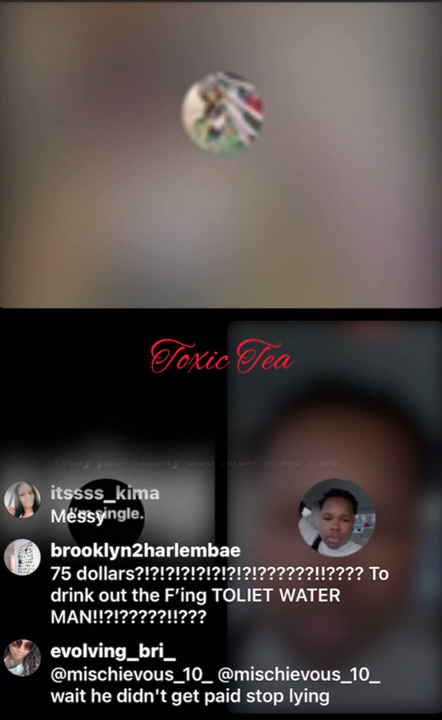 Toxic Tea
itssss_kima
I'm single.
Messy
brooklyn2harlembae
75 dollars?!?!?!?!?!?!?!?!??????!!???? To
drink out the F'ing TOLIET WATER
MAN!!?!?????!!???
evolving_bri_
@mischievous_10_ @mischievous_10_
wait he didn't get paid stop lying